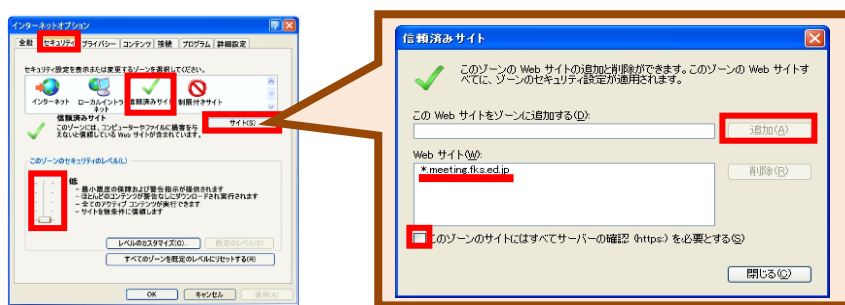 インターネットオプション
全般 セキュリティ プライバシー コンテンツ 接続 プログラム 詳細設定
セキュリティ設定を表示または変更するゾーンを選択してください。
インターネット ローカル イントラネット 信頼済みサイト 制限付きサイト
信頼済みサイト
サイト(S)
このゾーンには、コンピューターやファイルに損害を与
えないと信頼している Web サイトが含まれています。
このゾーンのセキュリティのレベル(L)
低
- 最小限度の保障および警告指示が提供されます
- ほとんどのコンテンツが警告なしにダウンロードされ実行されます
- 全てのアクティブ コンテンツが実行できます
- サイトを無条件に信頼します
レベルのカスタマイズ(C)... 既定のレベル(D)
すべてのゾーンを既定のレベルにリセットする(R)
OK キャンセル 適用(A)
信頼済みサイト
このゾーンの Web サイトの追加と削除ができます。このゾーンの Web サイトす
べてに、ゾーンのセキュリティ設定が適用されます。
この Web サイトをゾーンに追加する(D):
追加(A)
Web サイト(W):
*.meeting.fks.ed.jp
削除(R)
このゾーンのサイトにはすべてサーバーの確認 (https:) を必要とする(S)
閉じる(C)